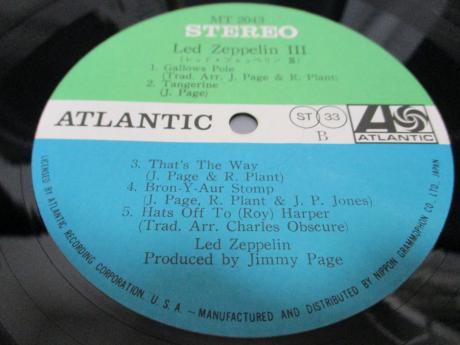 MT 2043
STEREO
Led Zeppelin III
(レッド・ツェッペリン Ⅲ)
1. Gallows Pole
(Trad. Arr. J. Page & R. Plant)
2. Tangerine
(J. Page)
ATLANTIC
ST 33
B
ATLANTIC
3. That's The Way
(J. Page & R. Plant)
4. Bron-Y-Aur Stomp
(J. Page, R. Plant & J. P. Jones)
5. Hats Off To (Roy) Harper
(Trad. Arr. Charles Obscure)
Led Zeppelin
Produced by Jimmy Page
LICENSED BY ATLANTIC RECORDING CORPORATION. U. S. A. —MANUFACTURED AND DISTRIBUTED BY NIPPON GRAMMOPHON CO. LTD. JAPAN